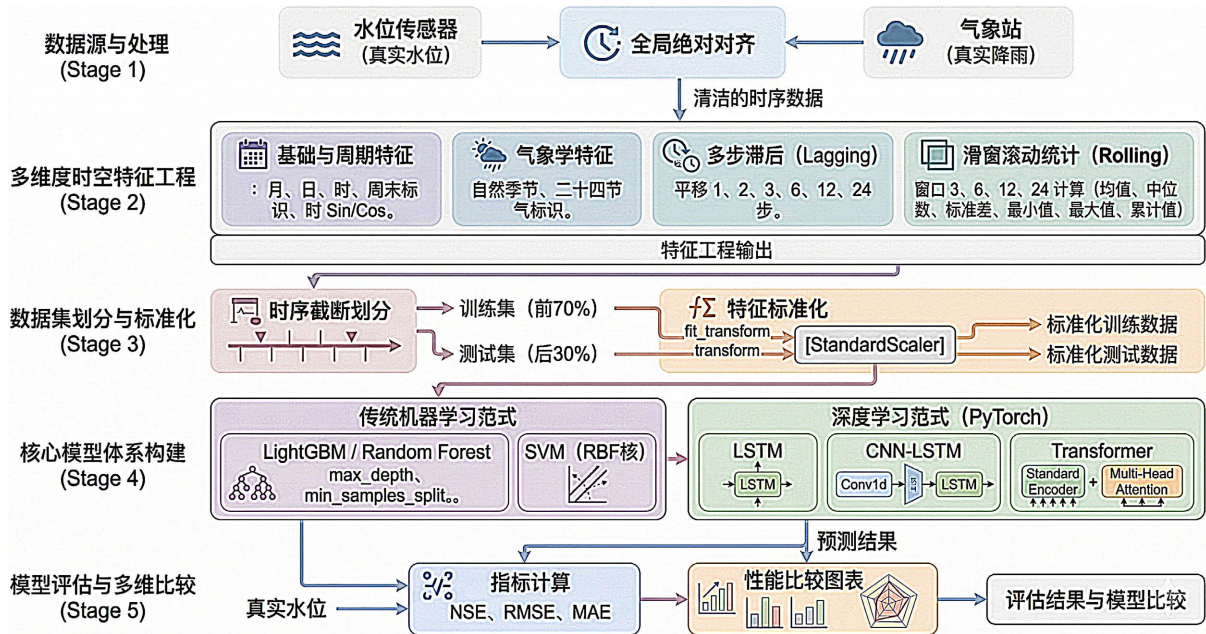 数据源与处理
(Stage 1)
水位传感器
(真实水位)
全局绝对对齐
气象站
(真实降雨)
清洁的时序数据
多维度时空特征工程
(Stage 2)
基础与周期特征
：月、日、时、周末标
识、时 Sin/Cos。
气象学特征
自然季节、二十四节
气标识。
多步滞后（Lagging）
平移 1、2、3、6、12、24
步。
滑窗滚动统计（Rolling）
窗口 3、6、12、24 计算（均值、中位
数、标准差、最小值、最大值、累计值）
特征工程输出
数据集划分与标准化
(Stage 3)
时序截断划分
训练集（前70%）
测试集（后30%）
特征标准化
fit_transform
transform
[StandardScaler]
标准化训练数据
标准化测试数据
核心模型体系构建
(Stage 4)
传统机器学习范式
LightGBM / Random Forest
max_depth、
min_samples_split。。
SVM（RBF核）
深度学习范式（PyTorch）
LSTM
LSTM
CNN-LSTM
Conv1d
LSTM
Transformer
Standard
Encoder
+
Multi-Head
Attention
预测结果
模型评估与多维比较
(Stage 5)
真实水位
指标计算
NSE、RMSE、MAE
性能比较图表
评估结果与模型比较